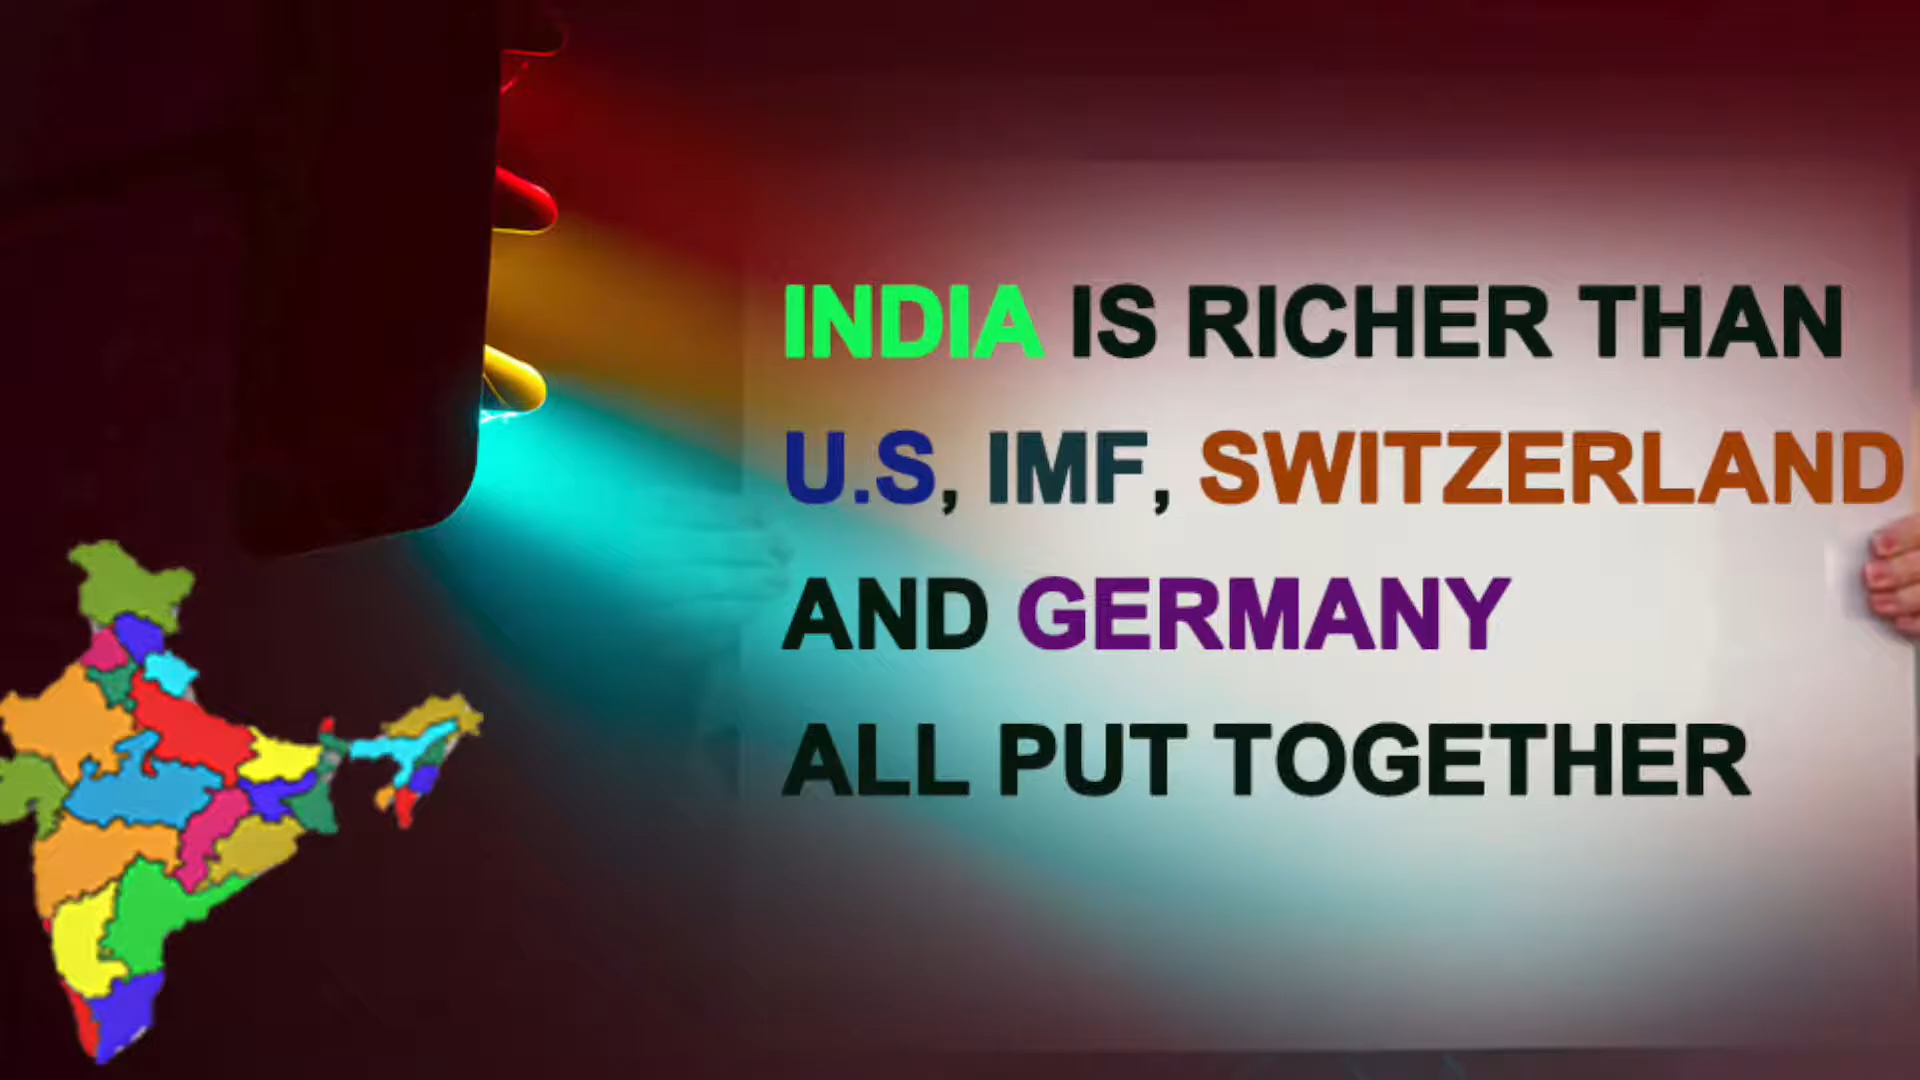 INDIA IS RICHER THAN
U.S, IMF, SWITZERLAND
AND GERMANY
ALL PUT TOGETHER